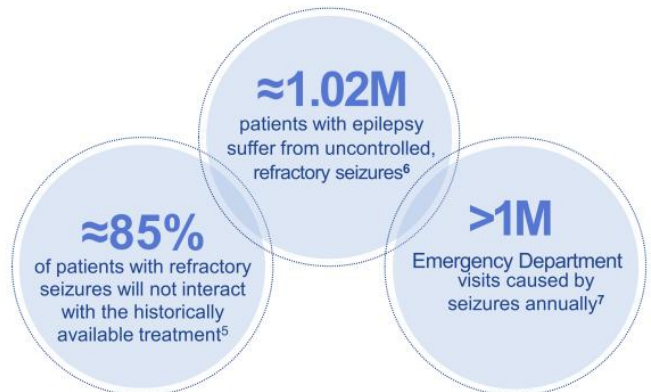 ≈1.02M
patients with epilepsy
suffer from uncontrolled,
refractory seizures⁶
≈85%
of patients with refractory
seizures will not interact
with the historically
available treatment⁵
>1M
Emergency Department
visits caused by
seizures annually⁷